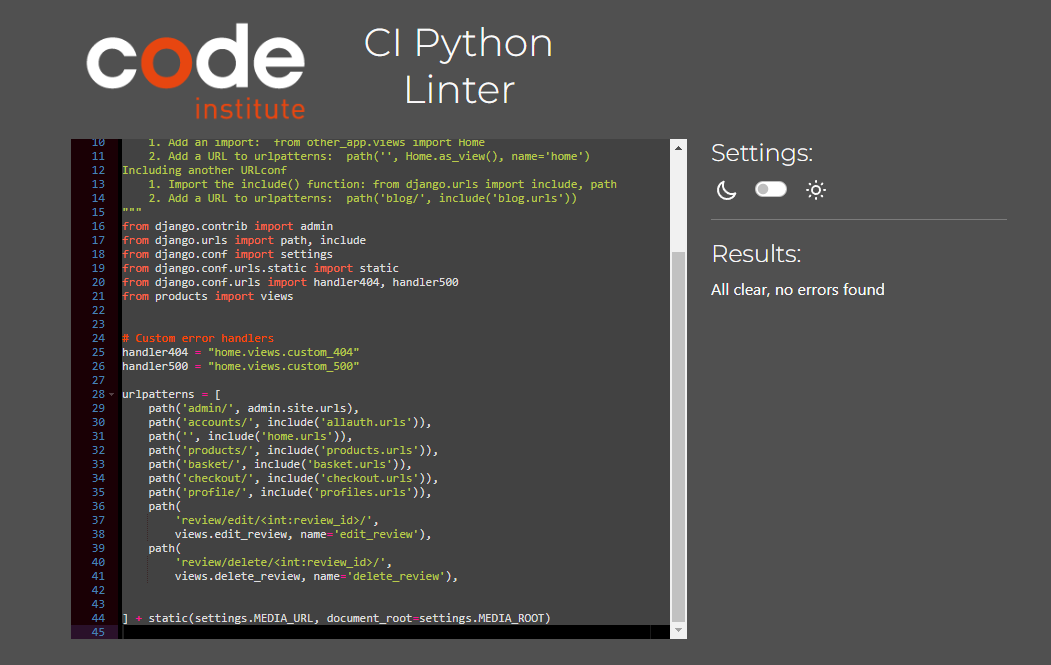 code
institute
CI Python
Linter
10     1. Add an import:  from other_app.views import Home
11     2. Add a URL to urlpatterns:  path('', Home.as_view(), name='home')
12 Including another URLconf
13     1. Import the include() function: from django.urls import include, path
14     2. Add a URL to urlpatterns:  path('blog/', include('blog.urls'))
15 """
16 from django.contrib import admin
17 from django.urls import path, include
18 from django.conf import settings
19 from django.conf.urls.static import static
20 from django.conf.urls import handler404, handler500
21 from products import views
22
23
24 # Custom error handlers
25 handler404 = "home.views.custom_404"
26 handler500 = "home.views.custom_500"
27
28 urlpatterns = [
29     path('admin/', admin.site.urls),
30     path('accounts/', include('allauth.urls')),
31     path('', include('home.urls')),
32     path('products/', include('products.urls')),
33     path('basket/', include('basket.urls')),
34     path('checkout/', include('checkout.urls')),
35     path('profile/', include('profiles.urls')),
36     path(
37         'review/edit/<int:review_id>/',
38         views.edit_review, name='edit_review'),
39     path(
40         'review/delete/<int:review_id>/',
41         views.delete_review, name='delete_review'),
42
43
44 ] + static(settings.MEDIA_URL, document_root=settings.MEDIA_ROOT)
45
Settings:
Results:
All clear, no errors found